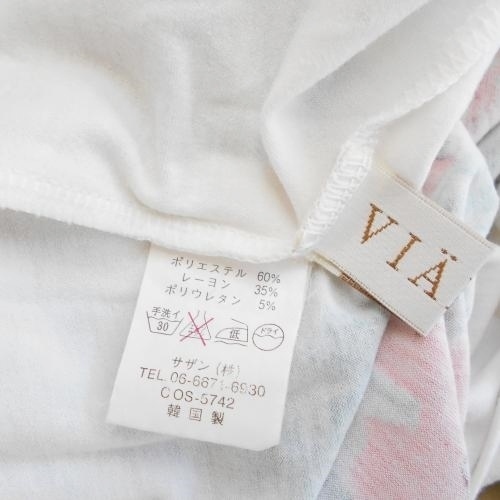 VIÄ
ポリエステル 60%
レーヨン 35%
ポリウレタン 5%
手洗イ 30 低 ドライ
サザン(株)
TEL.06-6671-6930
COS-5742
韓国製